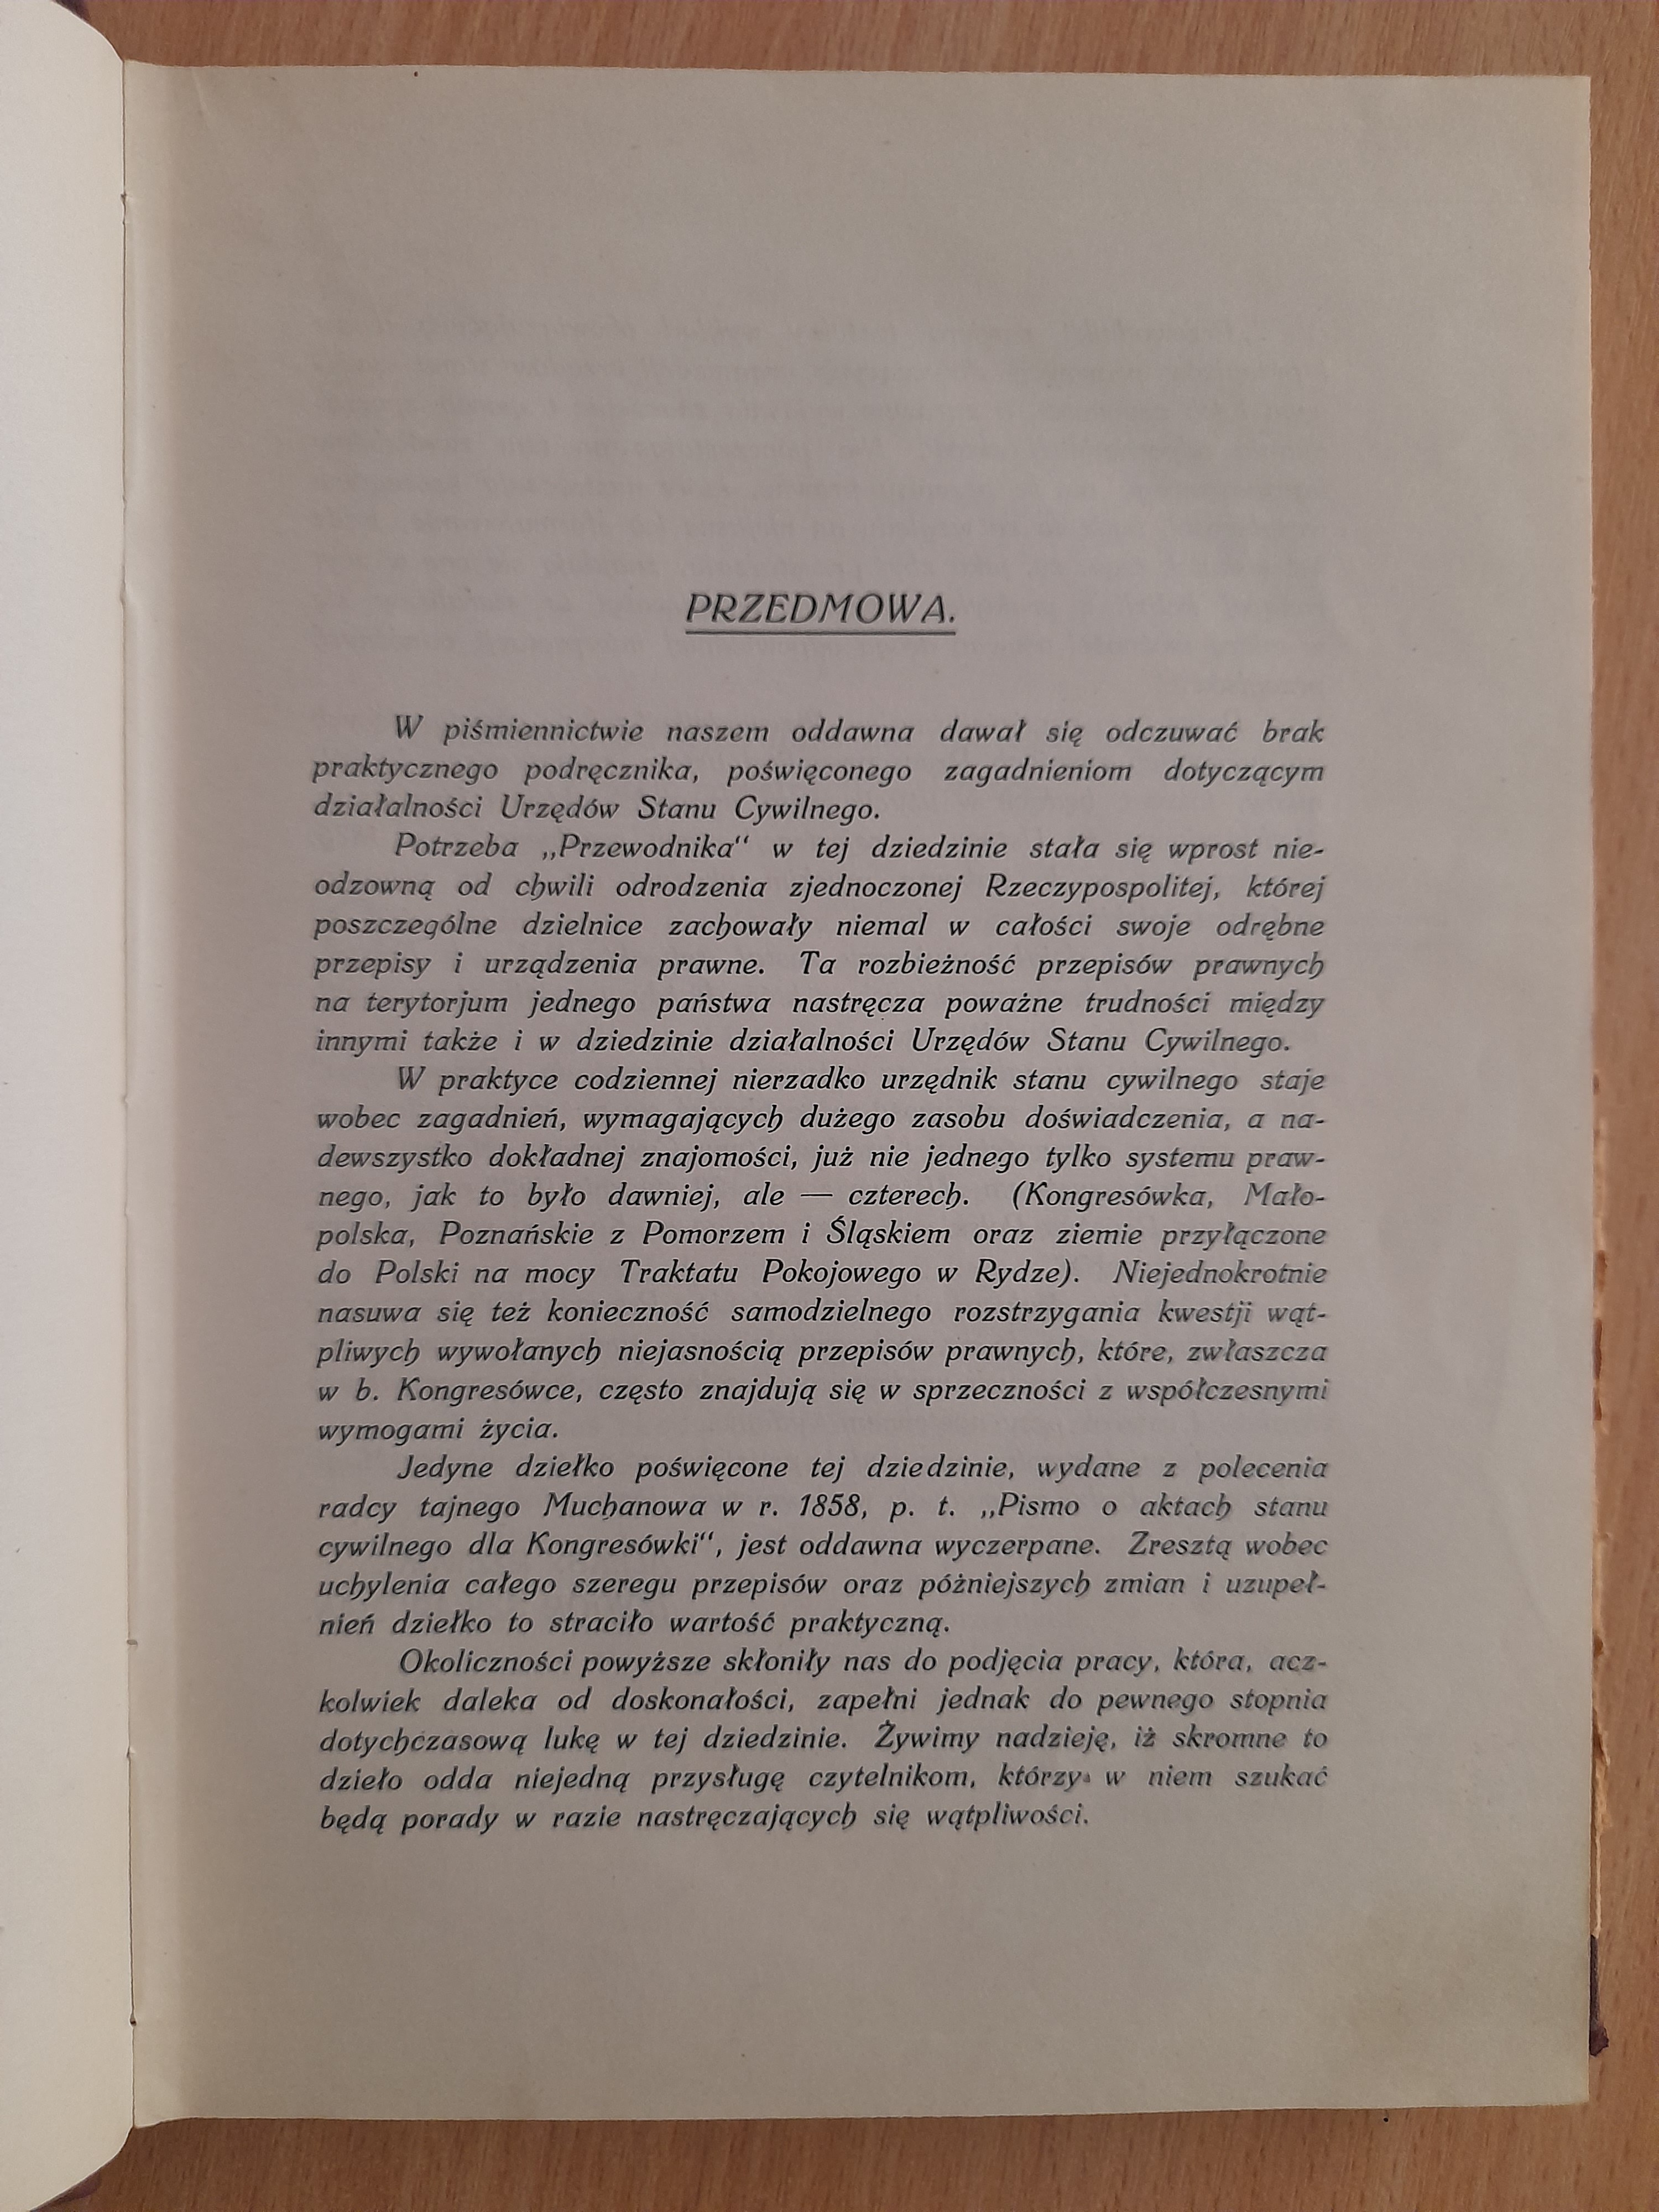 PRZEDMOWA.
W piśmiennictwie naszem oddawna dawał się odczuwać brak
praktycznego podręcznika, poświęconego zagadnieniom dotyczącym
działalności Urzędów Stanu Cywilnego.
Potrzeba „Przewodnika“ w tej dziedzinie stała się wprost nie-
odzowną od chwili odrodzenia zjednoczonej Rzeczypospolitej, której
poszczególne dzielnice zachowały niemal w całości swoje odrębne
przepisy i urządzenia prawne. Ta rozbieżność przepisów prawnych
na terytorjum jednego państwa nastręcza poważne trudności między
innymi także i w dziedzinie działalności Urzędów Stanu Cywilnego.
W praktyce codziennej nierzadko urzędnik stanu cywilnego staje
wobec zagadnień, wymagających dużego zasobu doświadczenia, a na-
dewszystko dokładnej znajomości, już nie jednego tylko systemu praw-
nego, jak to było dawniej, ale — czterech. (Kongresówka, Mało-
polska, Poznańskie z Pomorzem i Śląskiem oraz ziemie przyłączone
do Polski na mocy Traktatu Pokojowego w Rydze). Niejednokrotnie
nasuwa się też konieczność samodzielnego rozstrzygania kwestji wąt-
pliwych wywołanych niejasnością przepisów prawnych, które, zwłaszcza
w b. Kongresówce, często znajdują się w sprzeczności z współczesnymi
wymogami życia.
Jedyne dziełko poświęcone tej dziedzinie, wydane z polecenia
radcy tajnego Muchanowa w r. 1858, p. t. „Pismo o aktach stanu
cywilnego dla Kongresówki“, jest oddawna wyczerpane. Zresztą wobec
uchylenia całego szeregu przepisów oraz póżniejszych zmian i uzupeł-
nień dziełko to straciło wartość praktyczną.
Okoliczności powyższe skłoniły nas do podjęcia pracy, która, acz-
kolwiek daleka od doskonałości, zapełni jednak do pewnego stopnia
dotychczasową lukę w tej dziedzinie. Żywimy nadzieję, iż skromne to
dzieło odda niejedną przysługę czytelnikom, którzy w niem szukać
będą porady w razie nastręczających się wątpliwości.